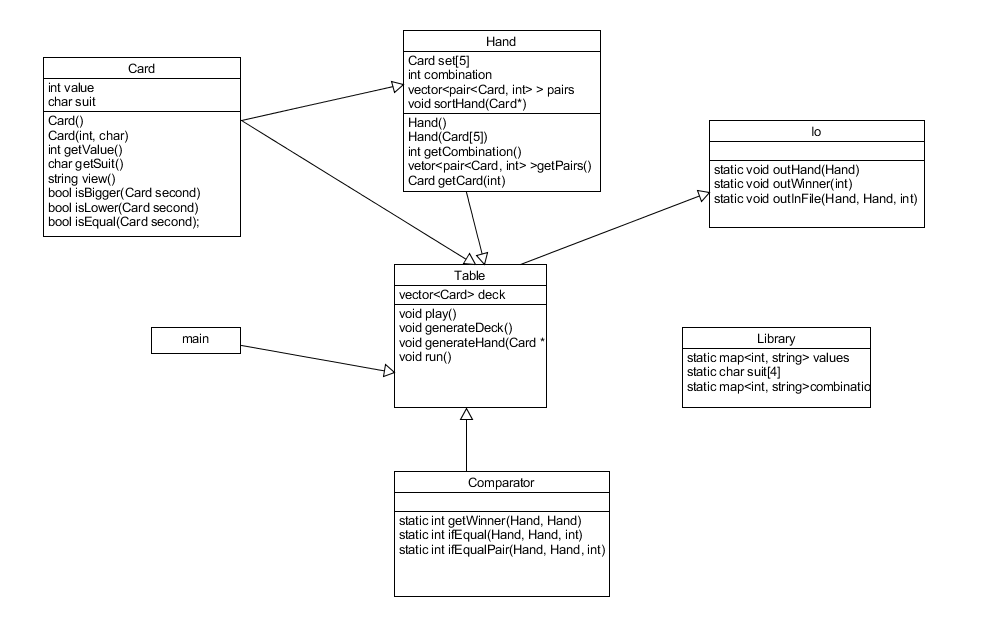 Card
int value
char suit
Card()
Card(int, char)
int getValue()
char getSuit()
string view()
bool isBigger(Card second)
bool isLower(Card second)
bool isEqual(Card second);
Hand
Card set[5]
int combination
vector<pair<Card, int> > pairs
void sortHand(Card*)
Hand()
Hand(Card[5])
int getCombination()
vetor<pair<Card, int> >getPairs()
Card getCard(int)
Io
static void outHand(Hand)
static void outWinner(int)
static void outInFile(Hand, Hand, int)
Table
vector<Card> deck
void play()
void generateDeck()
void generateHand(Card *
void run()
main
Library
static map<int, string> values
static char suit[4]
static map<int, string>combinatio
Comparator
static int getWinner(Hand, Hand)
static int ifEqual(Hand, Hand, int)
static int ifEqualPair(Hand, Hand, int)